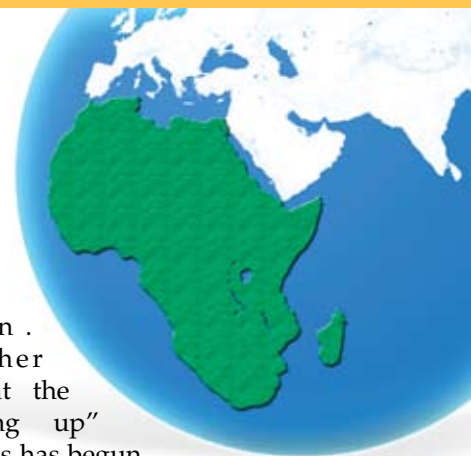 n .
her
t the
ng up”
s has begun